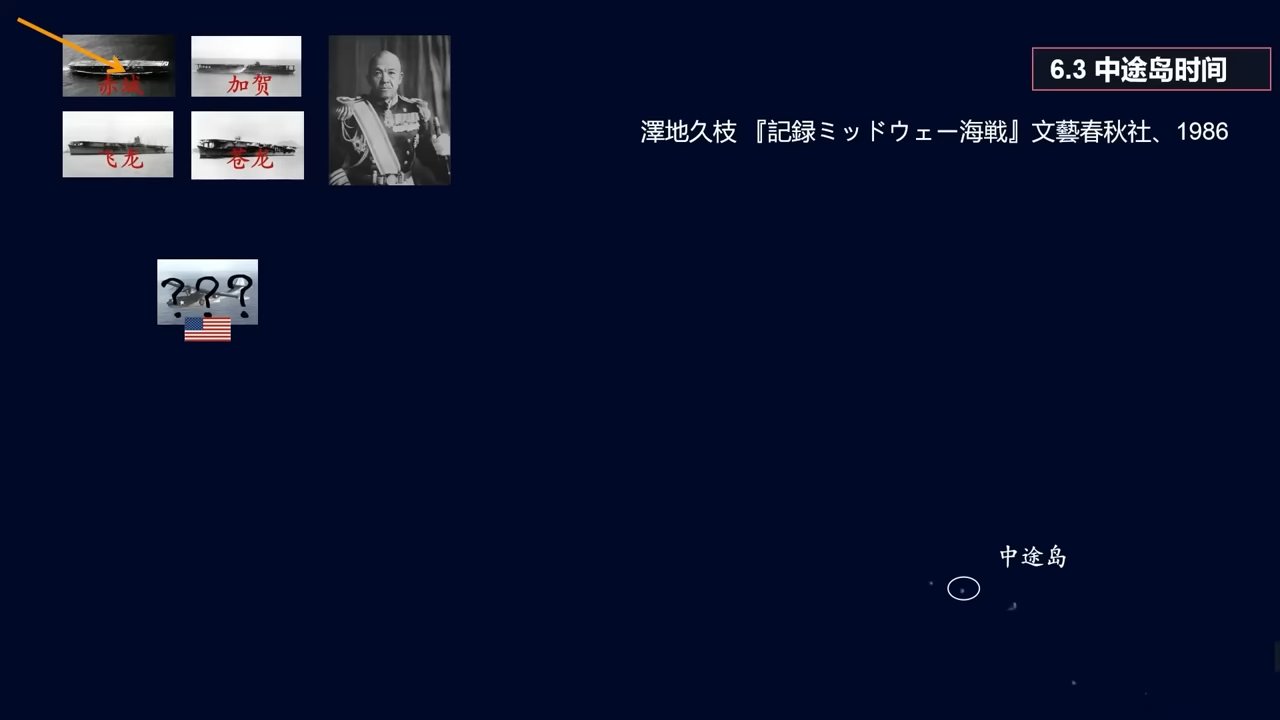 赤城
加贺
飞龙
苍龙
???
6.3 中途岛时间
澤地久枝 『記録ミッドウェー海戦』文藝春秋社、1986
中途岛